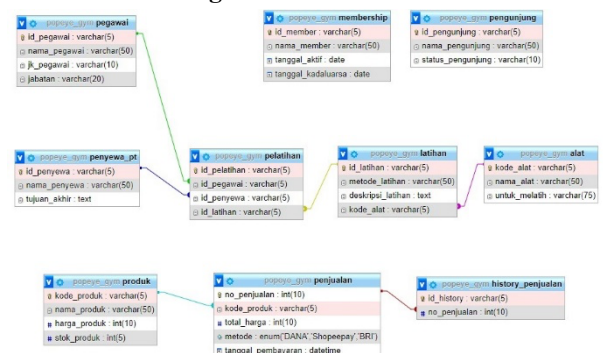 popeye_gym pegawai
id_pegawai : varchar(5)
nama_pegawai : varchar(50)
jk_pegawai : varchar(10)
jabatan : varchar(20)
popeye_gym membership
id_member : varchar(5)
nama_member : varchar(50)
tanggal_aktif : date
tanggal_kadaluarsa : date
popeye_gym pengunjung
id_pengunjung : varchar(5)
nama_pengunjung : varchar(50)
status_pengunjung : varchar(10)
popeye_gym penyewa_pt
id_penyewa : varchar(5)
nama_penyewa : varchar(50)
tujuan_akhir : text
popeye_gym pelatihan
id_pelatihan : varchar(5)
id_pegawai : varchar(5)
id_penyewa : varchar(5)
id_latihan : varchar(5)
popeye_gym latihan
id_latihan : varchar(5)
metode_latihan : varchar(50)
deskripsi_latihan : text
kode_alat : varchar(5)
popeye_gym alat
kode_alat : varchar(5)
nama_alat : varchar(50)
untuk_melatih : varchar(75)
popeye_gym produk
kode_produk : varchar(5)
nama_produk : varchar(50)
harga_produk : int(10)
stok_produk : int(5)
popeye_gym penjualan
no_penjualan : int(10)
kode_produk : varchar(5)
total_harga : int(10)
metode : enum('DANA','Shopeepay','BRI')
tanggal_pembayaran : datetime
popeye_gym history_penjualan
id_history : varchar(5)
no_penjualan : int(10)